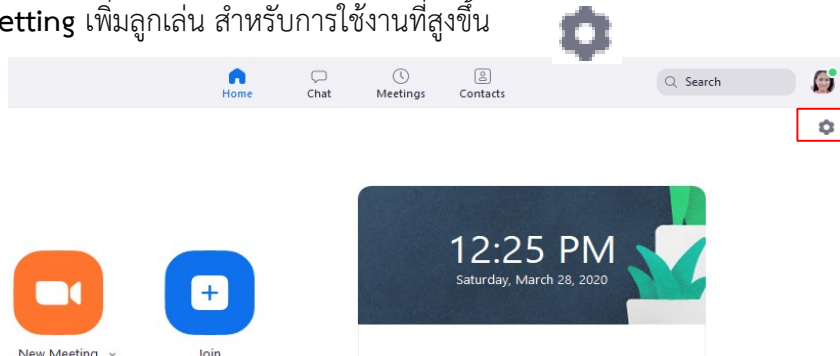 etting เพิ่มลูกเล่น สำหรับการใช้งานที่สูงขึ้น
Home Chat Meetings Contacts Search
12:25 PM
Saturday, March 28, 2020
New Meeting Join